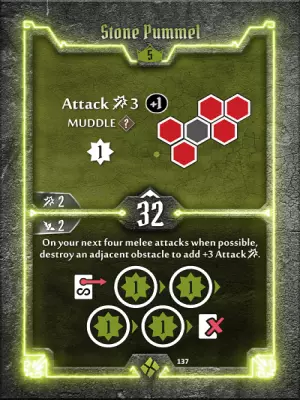 Stone Pummel
5
Attack 3 +1
MUDDLE ?
1
2
2
32
On your next four melee attacks when possible,
destroy an adjacent obstacle to add +3 Attack.
1 1
1 1
137